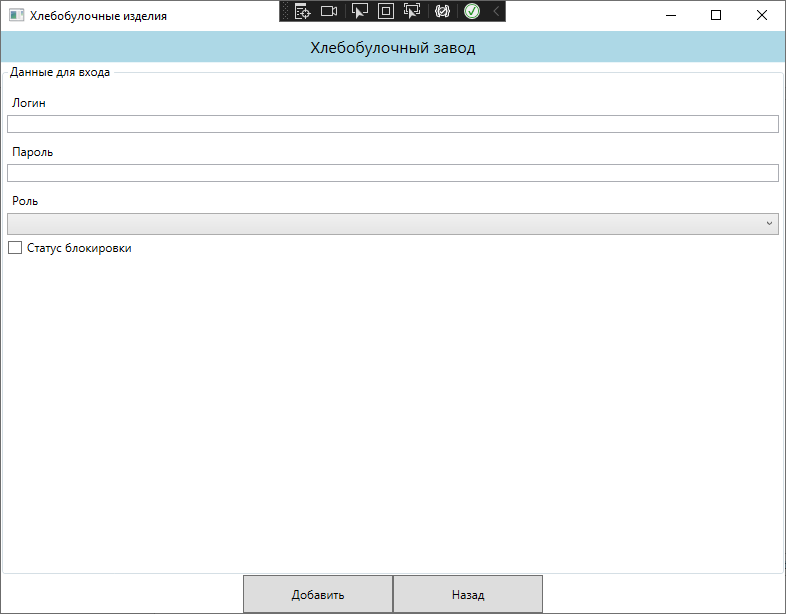 Хлебобулочные изделия
Хлебобулочный завод
Данные для входа
Логин
Пароль
Роль
Статус блокировки
Добавить
Назад